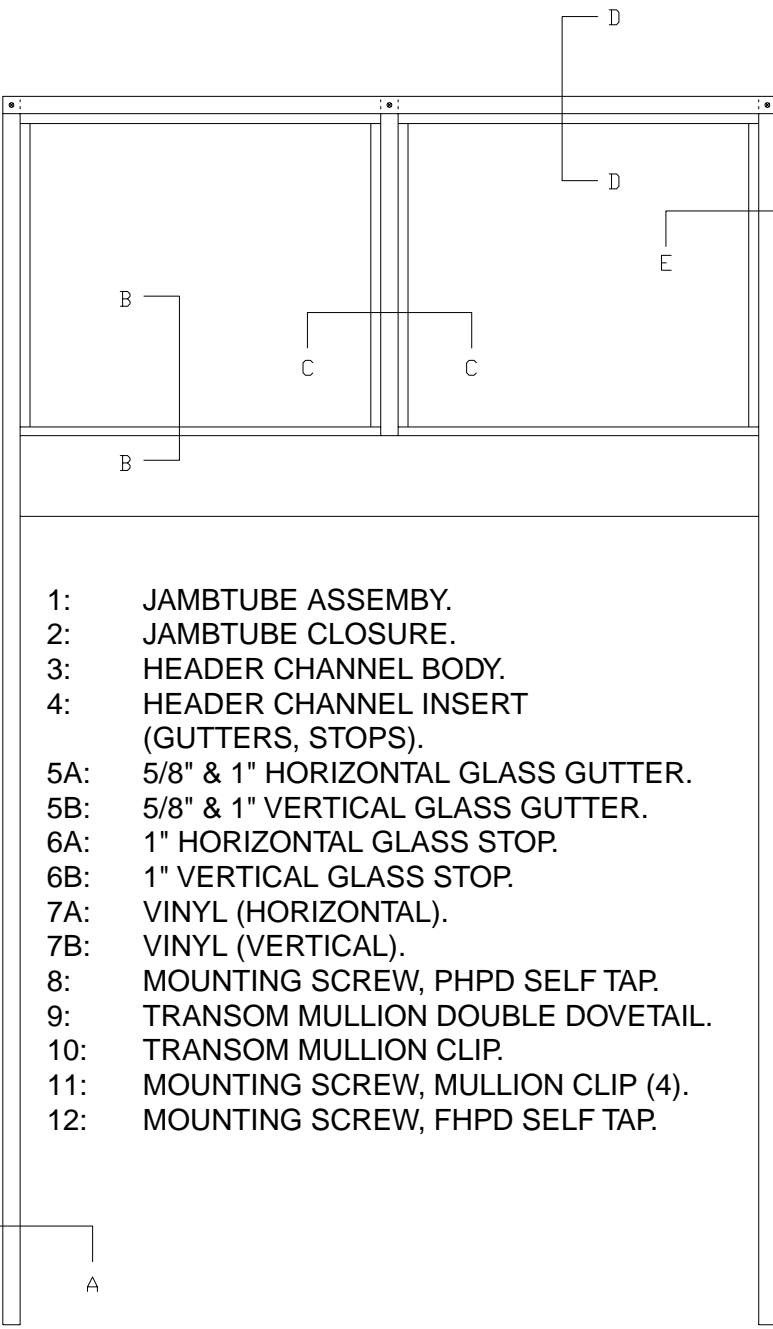 D
D
E
B
C C
B
1: JAMBTUBE ASSEMBY.
2: JAMBTUBE CLOSURE.
3: HEADER CHANNEL BODY.
4: HEADER CHANNEL INSERT
(GUTTERS, STOPS).
5A: 5/8" & 1" HORIZONTAL GLASS GUTTER.
5B: 5/8" & 1" VERTICAL GLASS GUTTER.
6A: 1" HORIZONTAL GLASS STOP.
6B: 1" VERTICAL GLASS STOP.
7A: VINYL (HORIZONTAL).
7B: VINYL (VERTICAL).
8: MOUNTING SCREW, PHPD SELF TAP.
9: TRANSOM MULLION DOUBLE DOVETAIL.
10: TRANSOM MULLION CLIP.
11: MOUNTING SCREW, MULLION CLIP (4).
12: MOUNTING SCREW, FHPD SELF TAP.
A